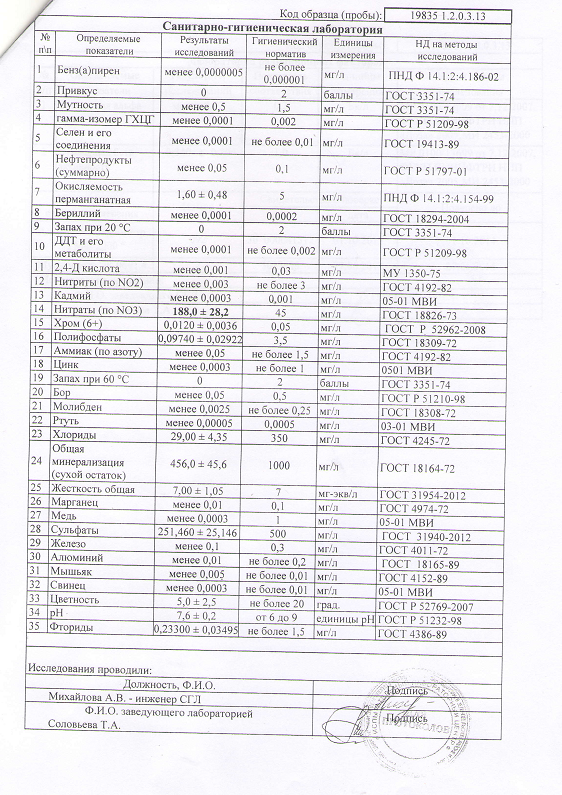 Код образца (пробы): 19835 1.2.0.3.13
Санитарно-гигиеническая лаборатория
№ п\п Определяемые показатели Результаты исследований Гигиенический норматив Единицы измерения НД на методы исследований
1 Бенз(а)пирен менее 0,0000005 не более 0,000001 мг/л ПНД Ф 14.1:2:4.186-02
2 Привкус 0 2 баллы ГОСТ 3351-74
3 Мутность менее 0,5 1,5 мг/л ГОСТ 3351-74
4 гамма-изомер ГХЦГ менее 0,0001 0,002 мг/л ГОСТ Р 51209-98
5 Селен и его соединения менее 0,0001 не более 0,01 мг/л ГОСТ 19413-89
6 Нефтепродукты (суммарно) менее 0,05 0,1 мг/л ГОСТ Р 51797-01
7 Окисляемость перманганатная 1,60 ± 0,48 5 мг/л ПНД Ф 14.1:2:4.154-99
8 Бериллий менее 0,0001 0,0002 мг/л ГОСТ 18294-2004
9 Запах при 20 °С 0 2 баллы ГОСТ 3351-74
10 ДДТ и его метаболиты менее 0,0001 не более 0,002 мг/л ГОСТ Р 51209-98
11 2,4-Д кислота менее 0,001 0,03 мг/л МУ 1350-75
12 Нитриты (по NO2) менее 0,003 не более 3 мг/л ГОСТ 4192-82
13 Кадмий менее 0,0003 0,001 мг/л 05-01 МВИ
14 Нитраты (по NO3) 188,0 ± 28,2 45 мг/л ГОСТ 18826-73
15 Хром (6+) 0,0120 ± 0,0036 0,05 мг/л ГОСТ Р 52962-2008
16 Полифосфаты 0,09740 ± 0,02922 3,5 мг/л ГОСТ 18309-72
17 Аммиак (по азоту) менее 0,05 не более 1,5 мг/л ГОСТ 4192-82
18 Цинк менее 0,0003 не более 1 мг/л 0501 МВИ
19 Запах при 60 °С 0 2 баллы ГОСТ 3351-74
20 Бор менее 0,05 0,5 мг/л ГОСТ Р 51210-98
21 Молибден менее 0,0025 не более 0,25 мг/л ГОСТ 18308-72
22 Ртуть менее 0,00005 0,0005 мг/л 03-01 МВИ
23 Хлориды 29,00 ± 4,35 350 мг/л ГОСТ 4245-72
24 Общая минерализация (сухой остаток) 456,0 ± 45,6 1000 мг/л ГОСТ 18164-72
25 Жесткость общая 7,00 ± 1,05 7 мг-экв/л ГОСТ 31954-2012
26 Марганец менее 0,01 0,1 мг/л ГОСТ 4974-72
27 Медь менее 0,0003 1 мг/л 05-01 МВИ
28 Сульфаты 251,460 ± 25,146 500 мг/л ГОСТ 31940-2012
29 Железо менее 0,1 0,3 мг/л ГОСТ 4011-72
30 Алюминий менее 0,01 не более 0,2 мг/л ГОСТ 18165-89
31 Мышьяк менее 0,005 не более 0,01 мг/л ГОСТ 4152-89
32 Свинец менее 0,0003 не более 0,01 мг/л 05-01 МВИ
33 Цветность 5,0 ± 2,5 не более 20 град. ГОСТ Р 52769-2007
34 pH 7,6 ± 0,2 от 6 до 9 единицы pH ГОСТ Р 51232-98
35 Фториды 0,23300 ± 0,03495 не более 1,5 мг/л ГОСТ 4386-89
Исследования проводили:
Должность, Ф.И.О. Подпись
Михайлова А.В. - инженер СГЛ
Ф.И.О. заведующего лабораторией Подпись
Соловьева Т.А.
ПРОТОКОЛОВ